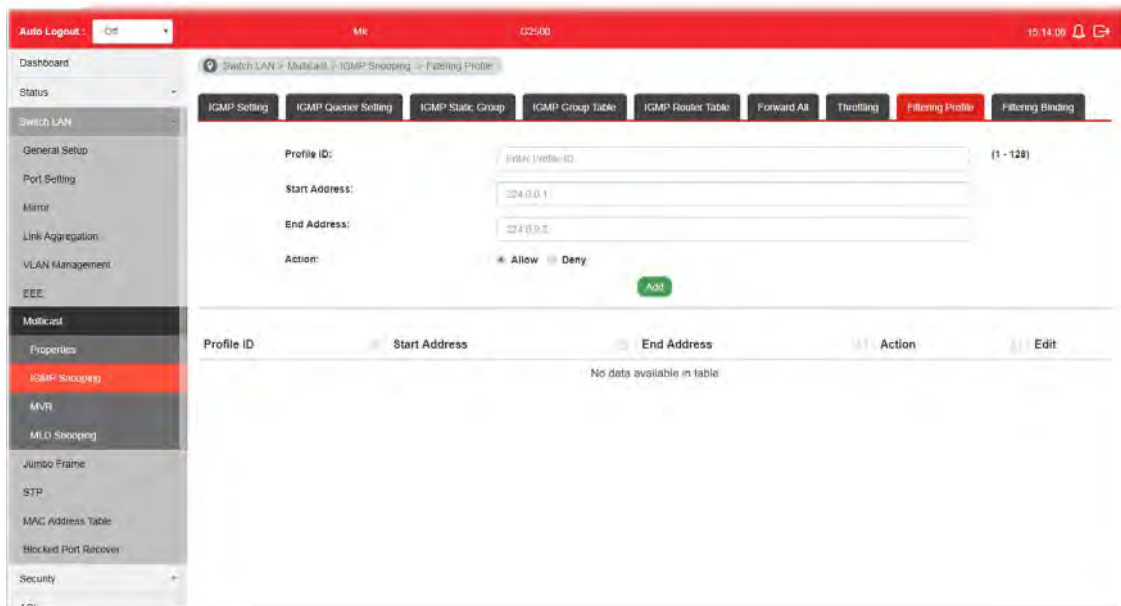 Auto Logout : Off Mk G2500 15:14:00
Dashboard
Status
Switch LAN
General Setup
Port Setting
Mirror
Link Aggregation
VLAN Management
EEE
Multicast
Properties
IGMP Snooping
MVR
MLD Snooping
Jumbo Frame
STP
MAC Address Table
Blocked Port Recover
Security
Switch LAN > Multicast > IGMP Snooping > Filtering Profile
IGMP Setting IGMP Querier Setting IGMP Static Group IGMP Group Table IGMP Router Table Forward All Throttling Filtering Profile Filtering Binding
Profile ID: Enter Profile ID (1 - 128)
Start Address: 224.0.0.1
End Address: 224.0.0.2
Action: Allow Deny
Add
Profile ID Start Address End Address Action Edit
No data available in table